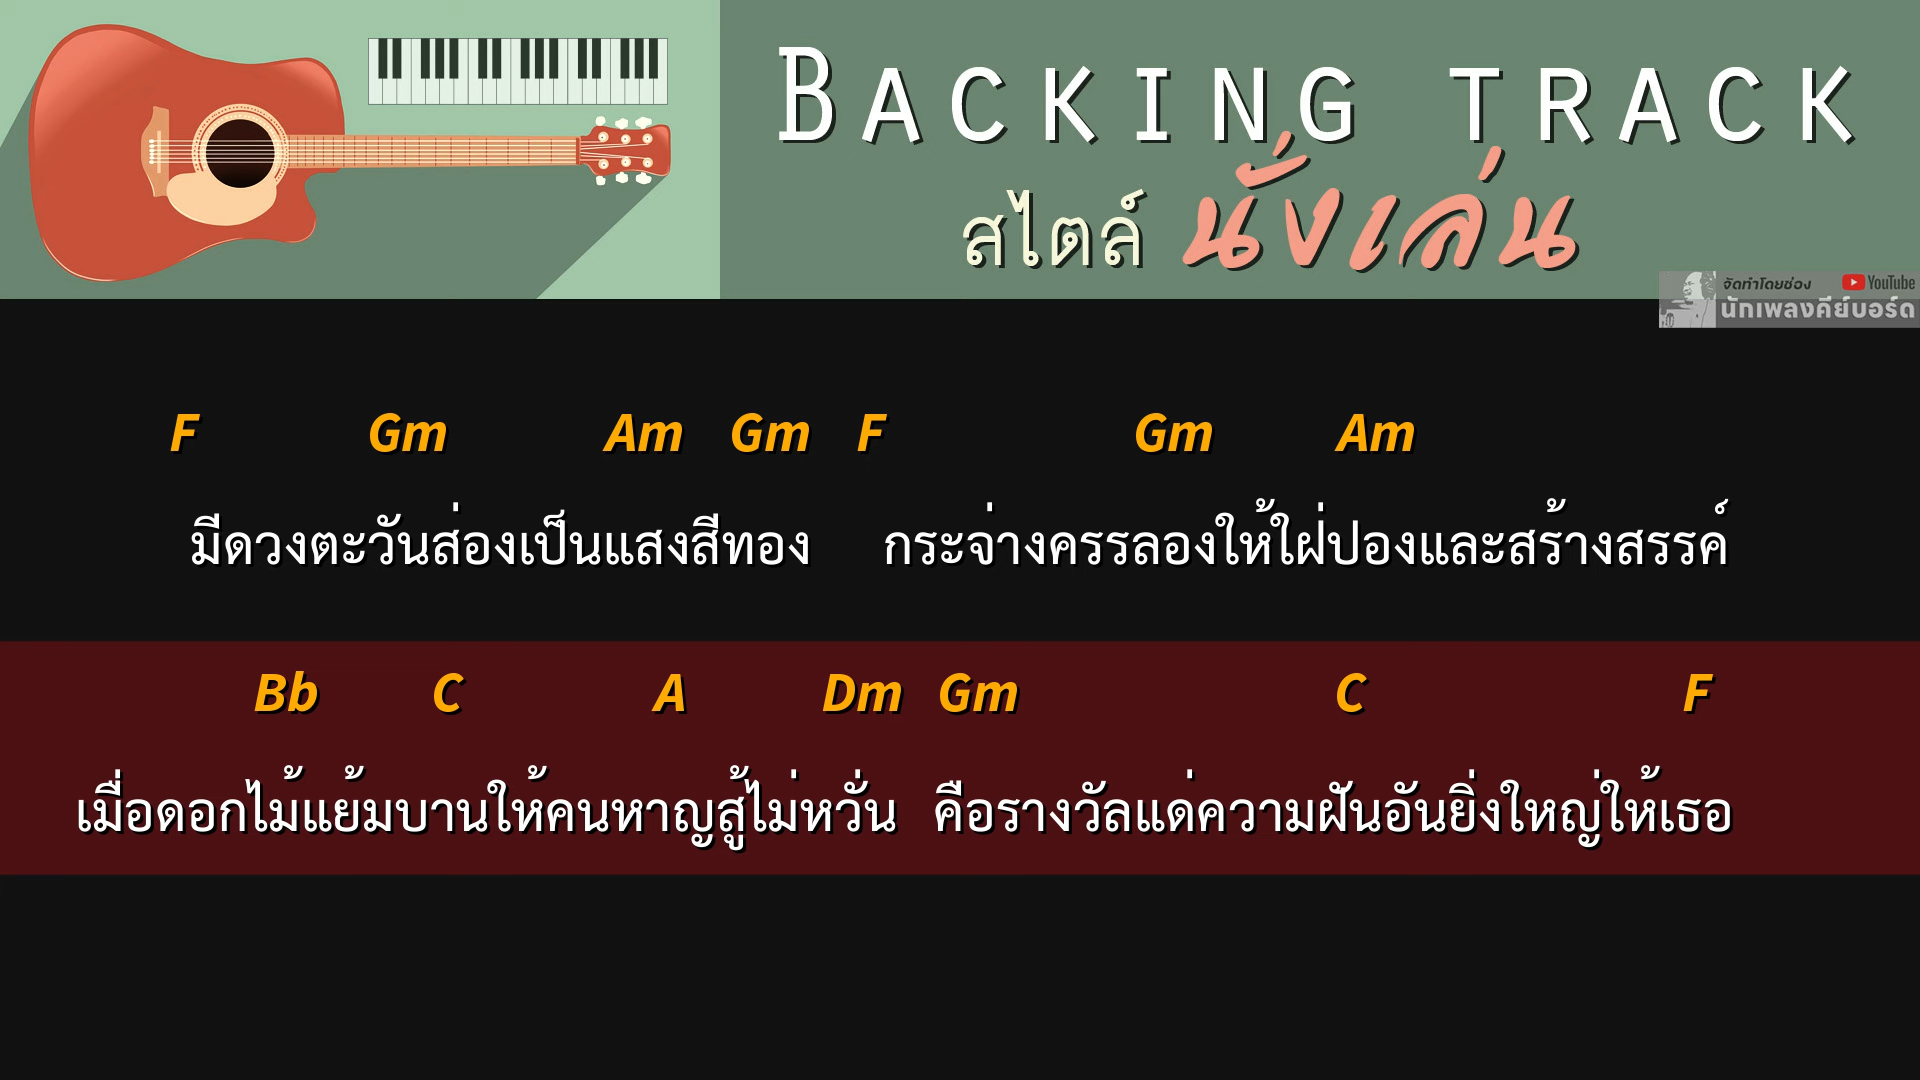 BACKING TRACK
สไตล์ นั่งเล่น
จัดทำโดยช่อง YouTube
นักเพลงคีย์บอร์ด
F Gm Am Gm F Gm Am
มีดวงตะวันส่องเป็นแสงสีทอง กระจ่างครรลองให้ใฝ่ปองและสร้างสรรค์
Bb C A Dm Gm C F
เมื่อดอกไม้แย้มบานให้คนหาญสู้ไม่หวั่น คือรางวัลแด่ความฝันอันยิ่งใหญ่ให้เธอ